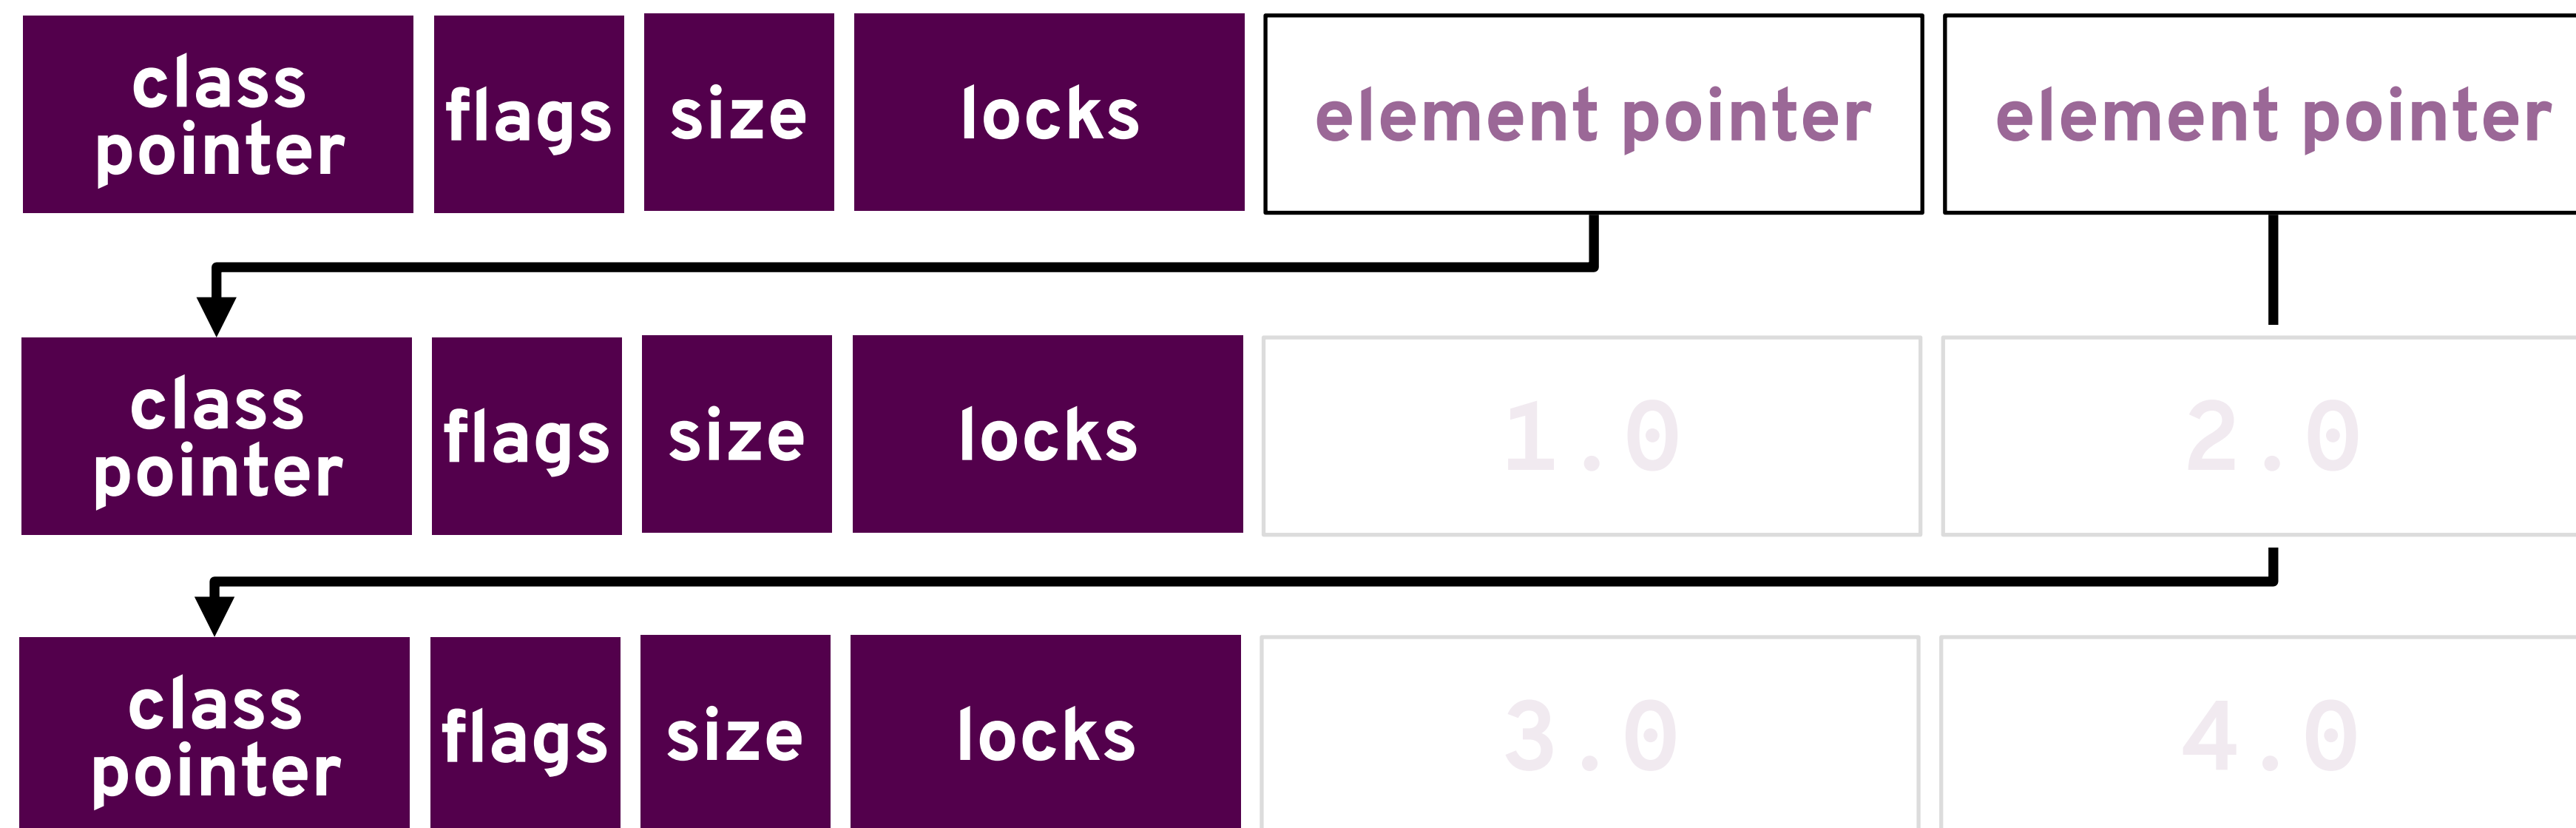 class pointer flags size locks element pointer element pointer
class pointer flags size locks 1.0 2.0
class pointer flags size locks 3.0 4.0